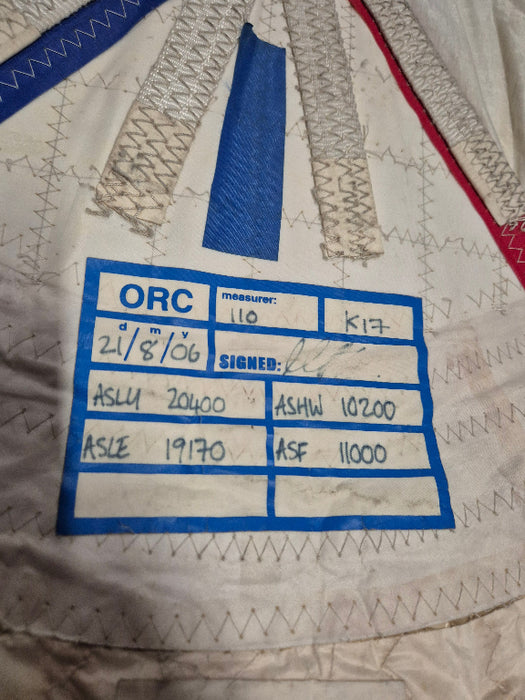 ORC measurer: 110 K17
d m y
21/8/06 SIGNED:
ASLU 20400 ASHW 10200
ASLE 19170 ASF 11000